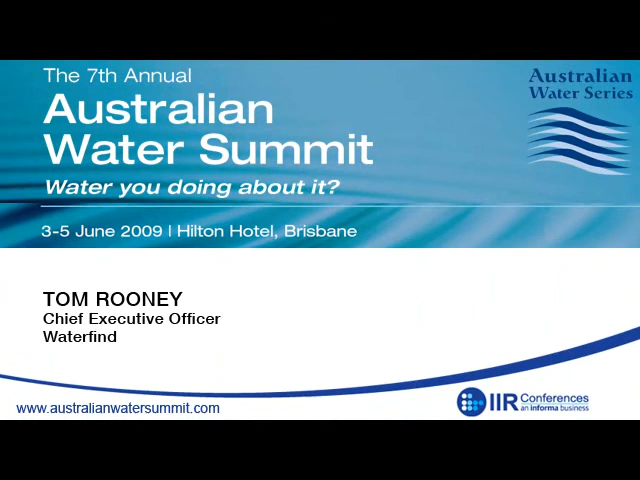 The 7th Annual
Australian
Water Summit
Water you doing about it?
3-5 June 2009 | Hilton Hotel, Brisbane
Australian
Water Series
TOM ROONEY
Chief Executive Officer
Waterfind
www.australianwatersummit.com
IIR Conferences
an informa business